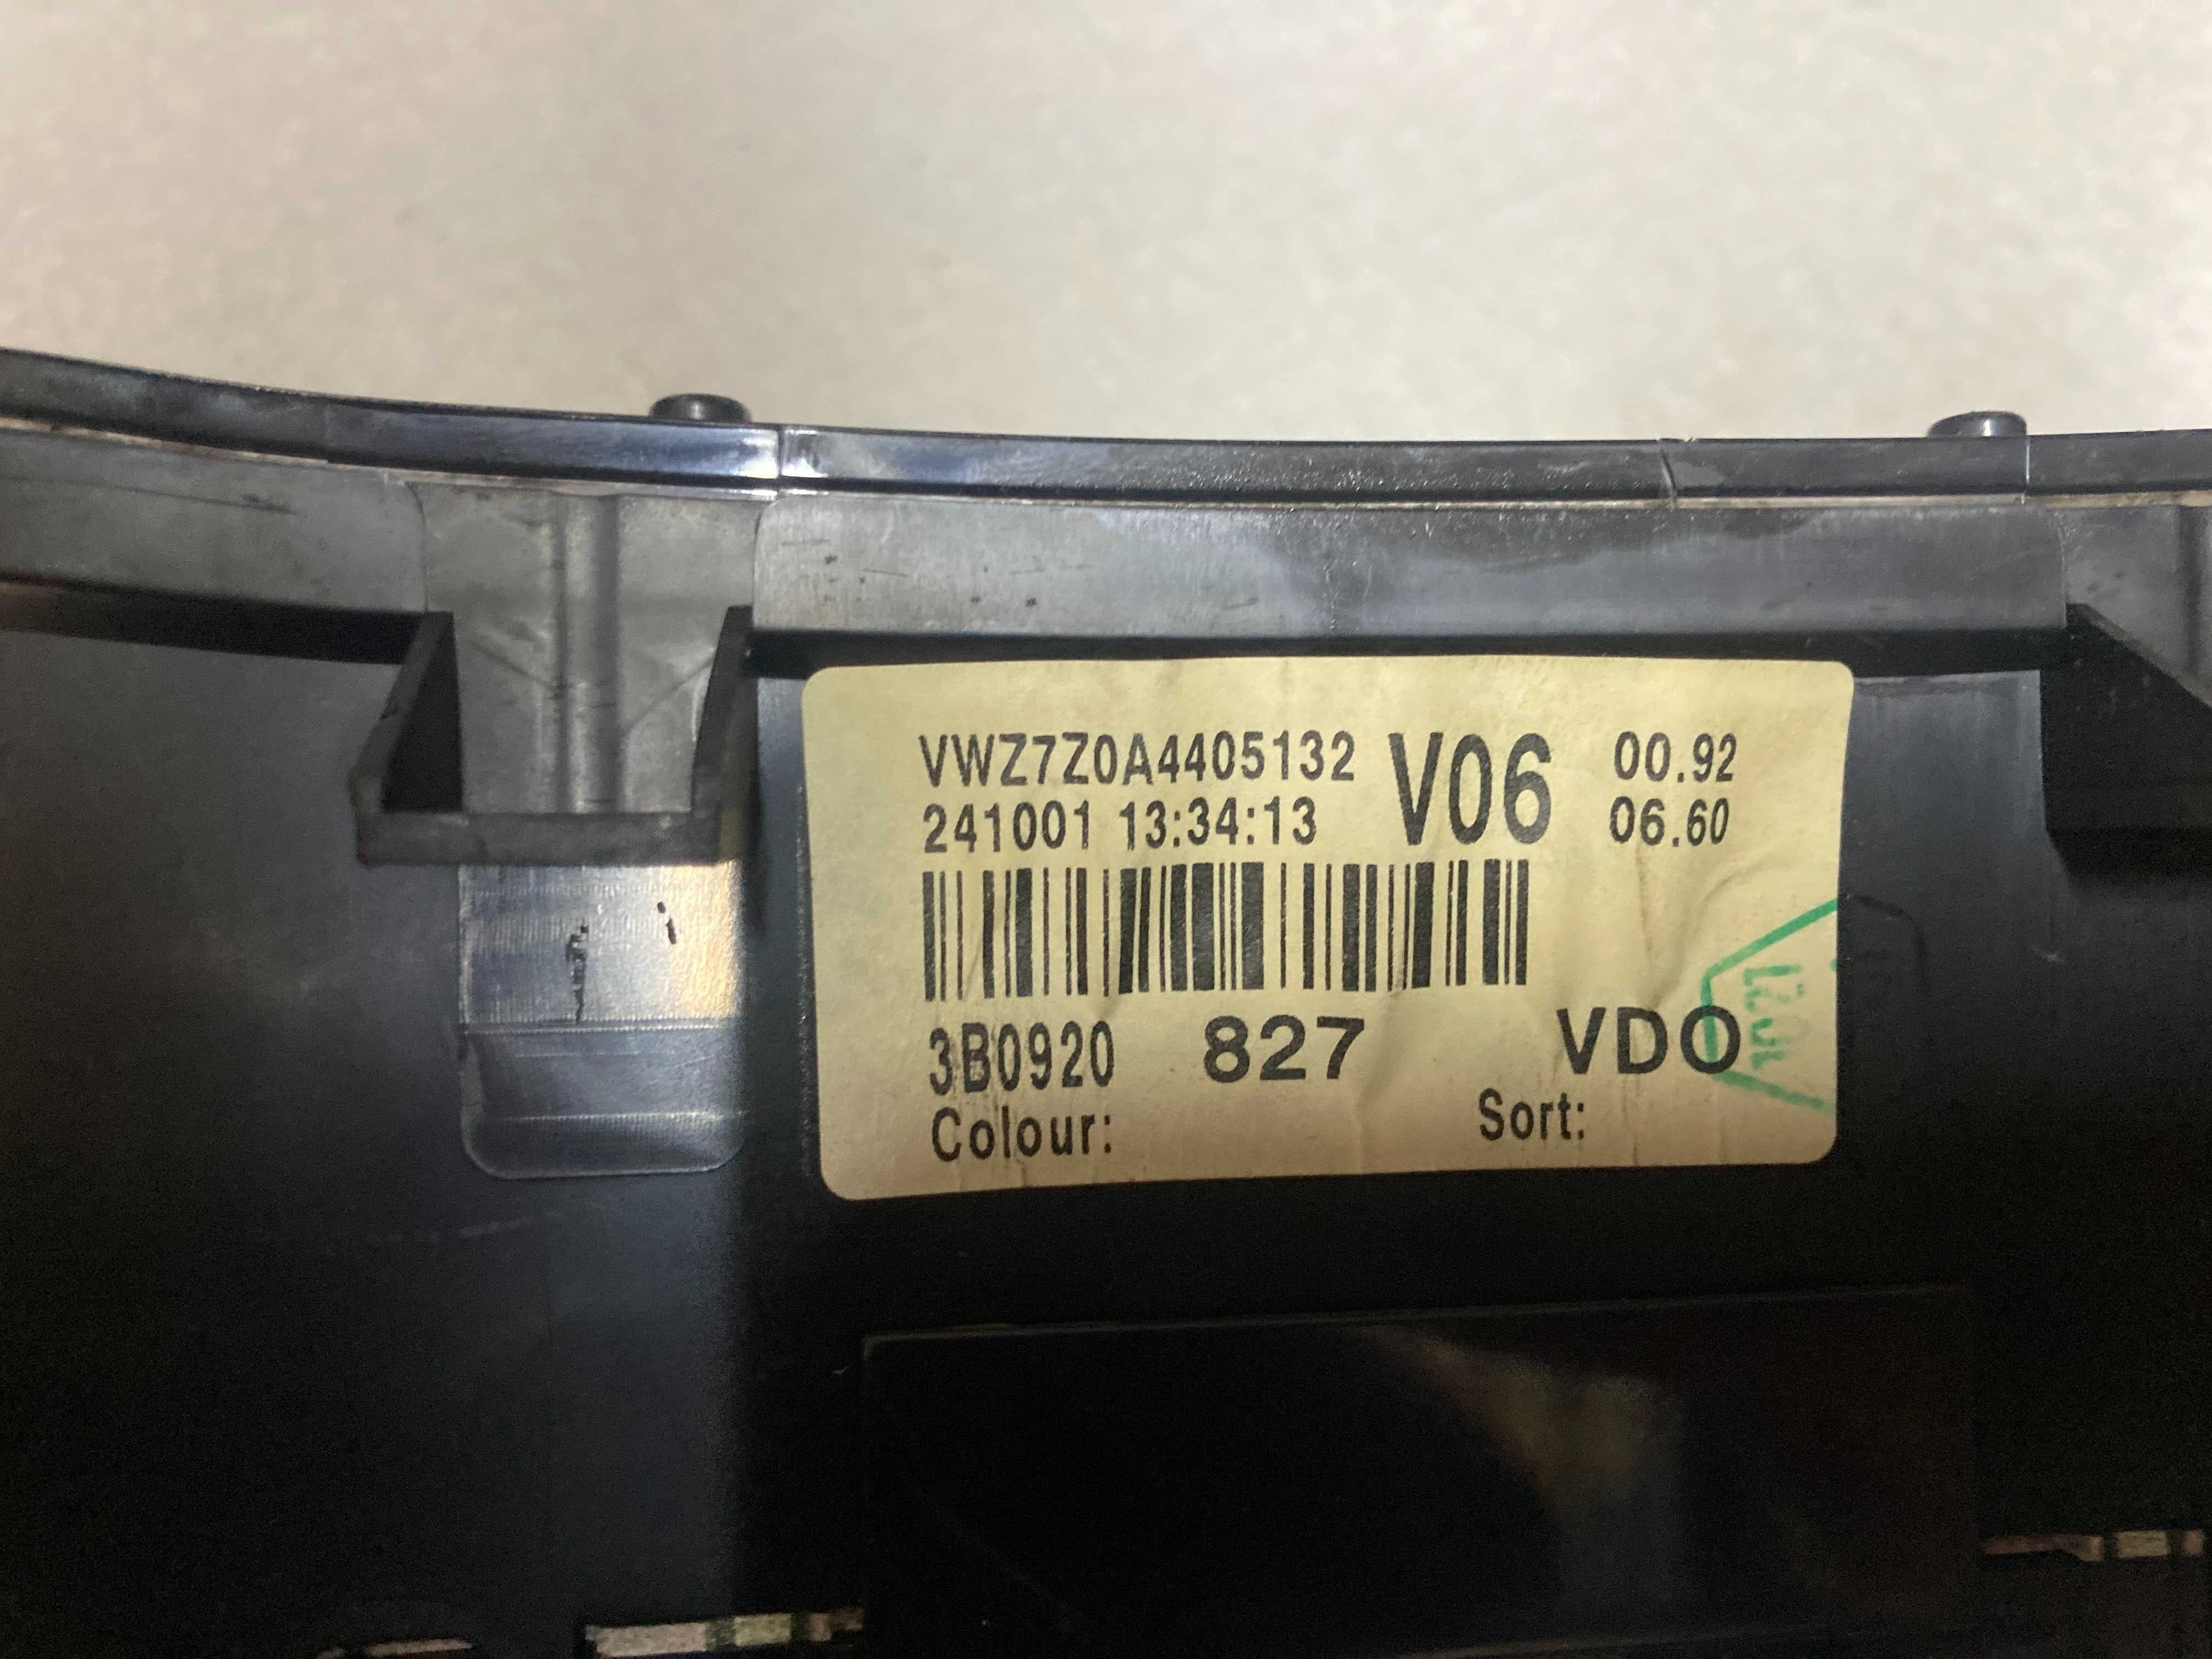 VWZ7Z0A4405132 V06 00.92
241001 13:34:13 06.60
3B0920 827 VDO
Colour: Sort: